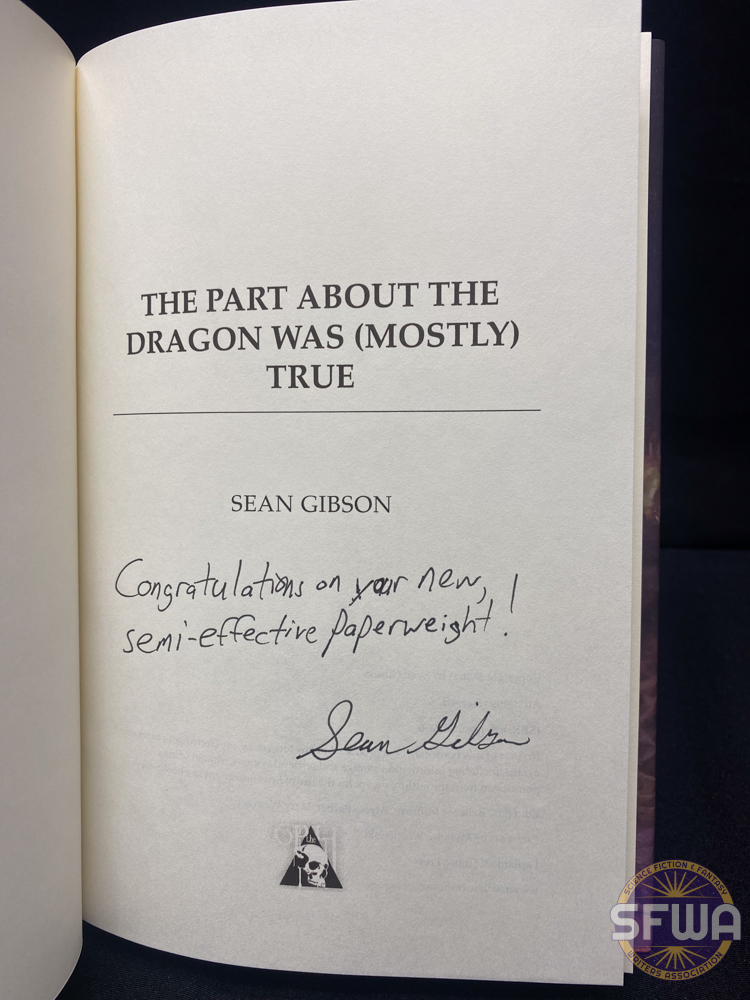 THE PART ABOUT THE
DRAGON WAS (MOSTLY)
TRUE
SEAN GIBSON
Congratulations on your new,
semi-effective paperweight!
Sean Gibson
SCIENCE FICTION & FANTASY
SFWA
WRITERS ASSOCIATION